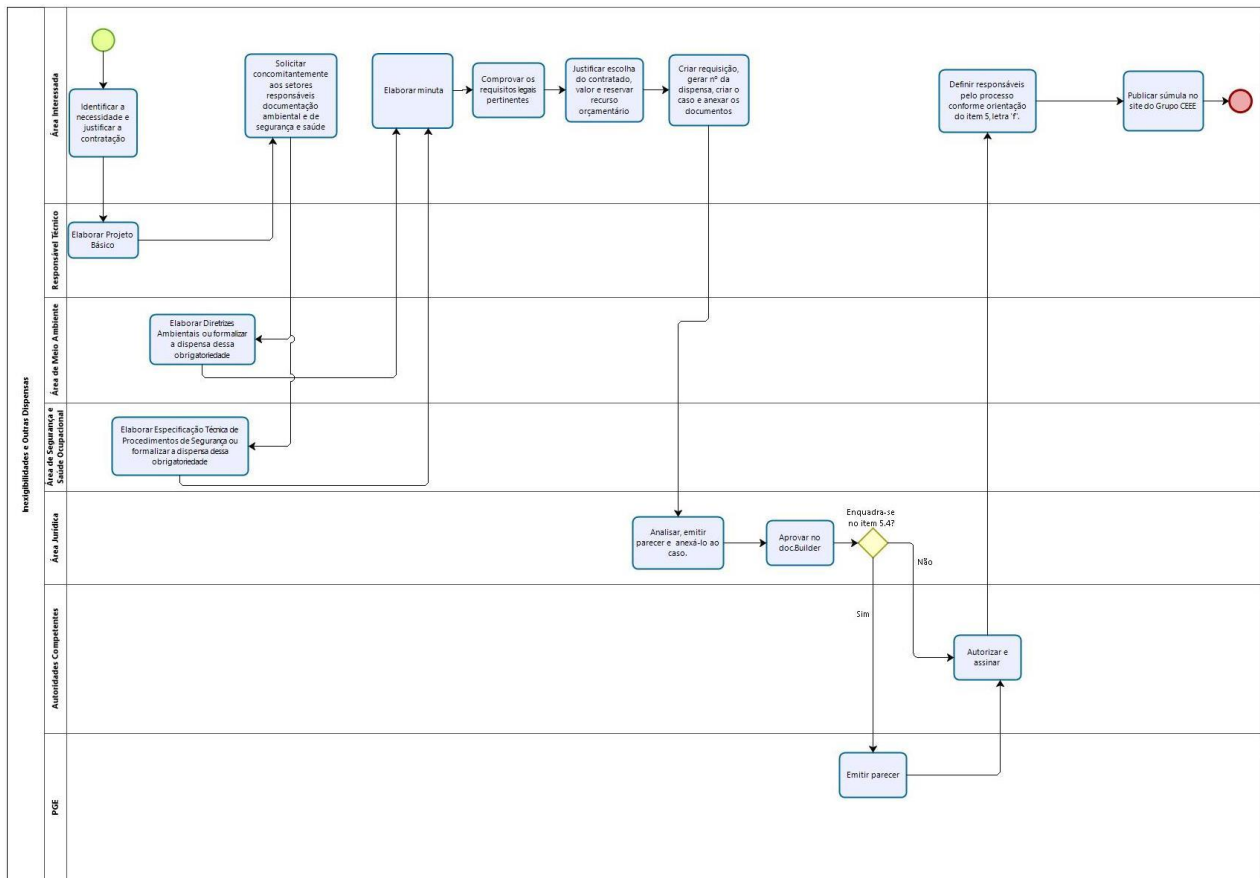 Inexigibilidades e Outras Dispensas
Área Interessada
Identificar a
necessidade e
justificar a
contratação
Solicitar
concomitantemente
aos setores
responsáveis
documentação
ambiental e de
segurança e saúde
Elaborar minuta
Comprovar os
requisitos legais
pertinentes
Justificar escolha
do contratado,
valor e reservar
recurso
orçamentário
Criar requisição,
gerar nº da
dispensa, criar o
caso e anexar os
documentos
Definir responsáveis
pelo processo
conforme orientação
do item 5, letra 'f'.
Publicar súmula no
site do Grupo CEEE
Responsável Técnico
Elaborar Projeto
Básico
Área de Meio Ambiente
Elaborar Diretrizes
Ambientais ou formalizar
a dispensa dessa
obrigatoriedade
Área de Segurança e
Saúde Ocupacional
Elaborar Especificação Técnica de
Procedimentos de Segurança ou
formalizar a dispensa dessa
obrigatoriedade
Área Jurídica
Analisar, emitir
parecer e anexá-lo ao
caso.
Aprovar no
doc.Builder
Enquadra-se
no item 5.4?
Não
Sim
Autoridades Competentes
Autorizar e
assinar
PGE
Emitir parecer